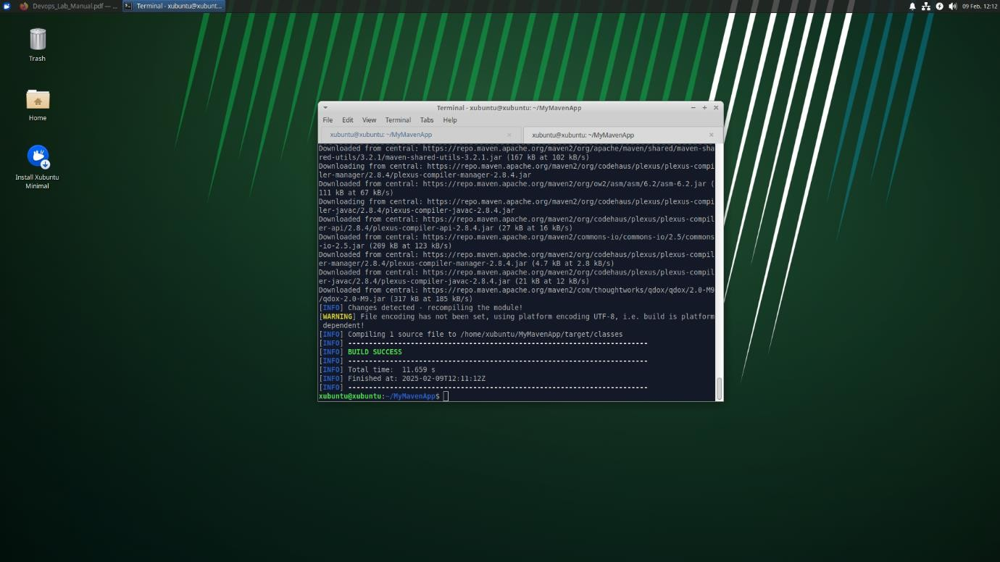 Devops_Lab_Manual.pdf — ...
Terminal - xubuntu@xubunt...
09 Feb, 12:12
Trash
Home
Install Xubuntu
Minimal
Terminal - xubuntu@xubuntu: ~/MyMavenApp
File Edit View Terminal Tabs Help
xubuntu@xubuntu: ~/MyMavenApp
xubuntu@xubuntu: ~/MyMavenApp
Downloaded from central: https://repo.maven.apache.org/maven2/org/apache/maven/shared/maven-sha
red-utils/3.2.1/maven-shared-utils-3.2.1.jar (167 kB at 102 kB/s)
Downloading from central: https://repo.maven.apache.org/maven2/org/codehaus/plexus/plexus-compi
ler-manager/2.8.4/plexus-compiler-manager-2.8.4.jar
Downloaded from central: https://repo.maven.apache.org/maven2/org/ow2/asm/asm/6.2/asm-6.2.jar (
111 kB at 67 kB/s)
Downloading from central: https://repo.maven.apache.org/maven2/org/codehaus/plexus/plexus-compi
ler-javac/2.8.4/plexus-compiler-javac-2.8.4.jar
Downloaded from central: https://repo.maven.apache.org/maven2/org/codehaus/plexus/plexus-compil
er-api/2.8.4/plexus-compiler-api-2.8.4.jar (27 kB at 16 kB/s)
Downloaded from central: https://repo.maven.apache.org/maven2/commons-io/commons-io/2.5/commons
-io-2.5.jar (209 kB at 123 kB/s)
Downloaded from central: https://repo.maven.apache.org/maven2/org/codehaus/plexus/plexus-compil
er-manager/2.8.4/plexus-compiler-manager-2.8.4.jar (4.7 kB at 2.8 kB/s)
Downloaded from central: https://repo.maven.apache.org/maven2/org/codehaus/plexus/plexus-compil
er-javac/2.8.4/plexus-compiler-javac-2.8.4.jar (21 kB at 12 kB/s)
Downloaded from central: https://repo.maven.apache.org/maven2/com/thoughtworks/qdox/qdox/2.0-M9
/qdox-2.0-M9.jar (317 kB at 185 kB/s)
[INFO] Changes detected - recompiling the module!
[WARNING] File encoding has not been set, using platform encoding UTF-8, i.e. build is platform
dependent!
[INFO] Compiling 1 source file to /home/xubuntu/MyMavenApp/target/classes
[INFO] ------------------------------------------------------------------------
[INFO] BUILD SUCCESS
[INFO] ------------------------------------------------------------------------
[INFO] Total time:  11.659 s
[INFO] Finished at: 2025-02-09T12:11:12Z
[INFO] ------------------------------------------------------------------------
xubuntu@xubuntu:~/MyMavenApp$